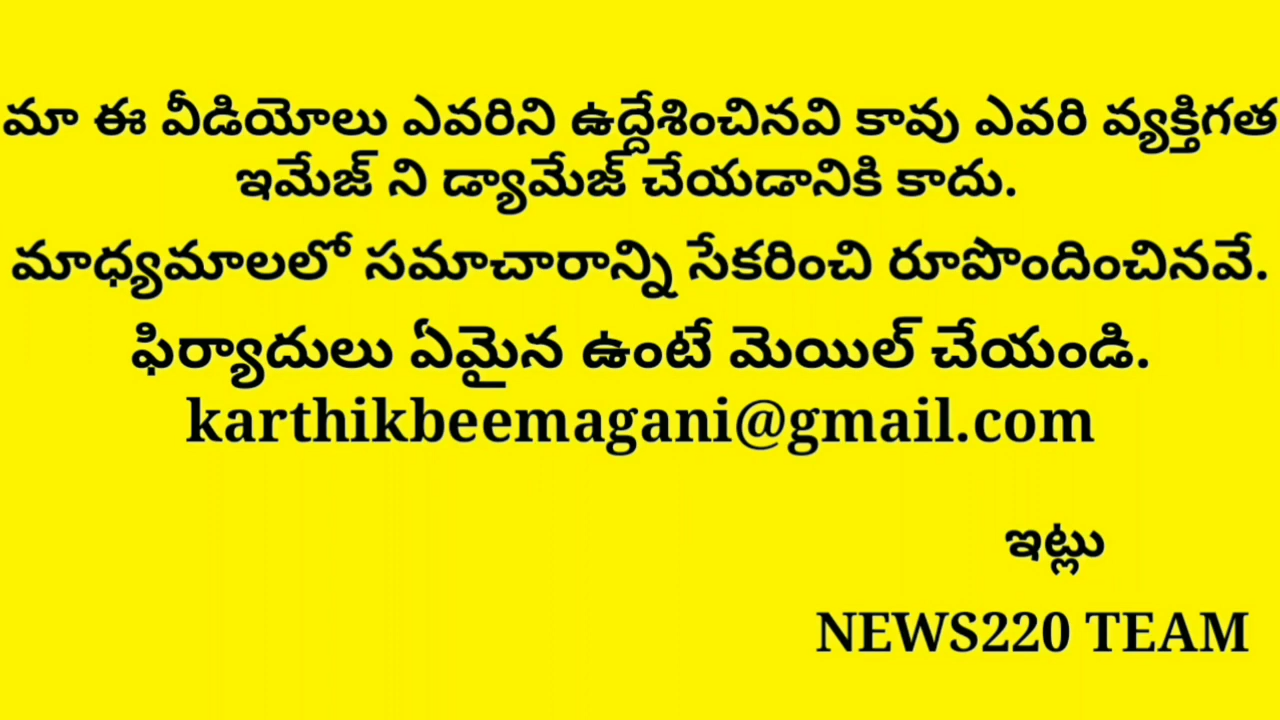 మా ఈ వీడియోలు ఎవరిని ఉద్దేశించినవి కావు ఎవరి వ్యక్తిగత
ఇమేజ్ ని డ్యామేజ్ చేయడానికి కాదు.
మాధ్యమాలలో సమాచారాన్ని సేకరించి రూపొందించినవే.
ఫిర్యాదులు ఏమైన ఉంటే మెయిల్ చేయండి.
karthikbeemagani@gmail.com
ఇట్లు
NEWS220 TEAM